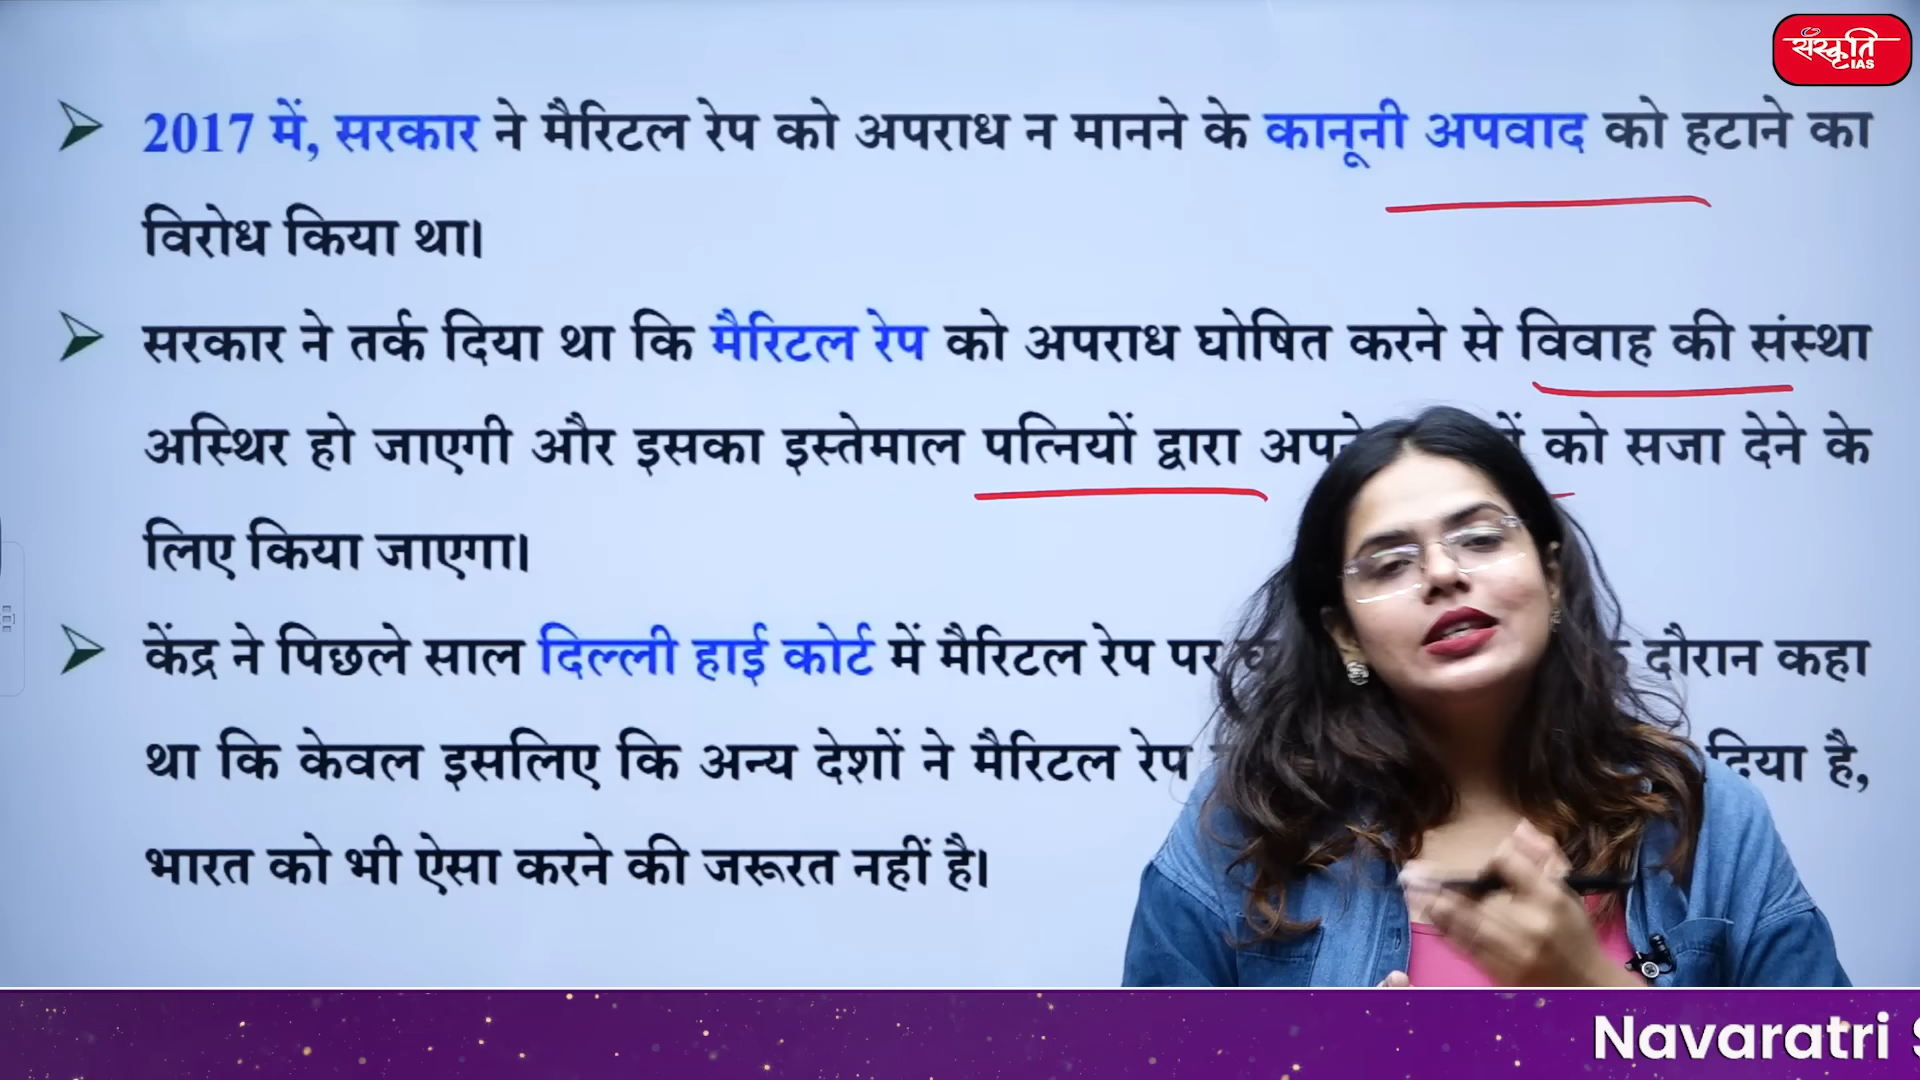 संस्कृति
IAS
2017 में, सरकार ने मैरिटल रेप को अपराध न मानने के कानूनी अपवाद को हटाने का
विरोध किया था।
सरकार ने तर्क दिया था कि मैरिटल रेप को अपराध घोषित करने से विवाह की संस्था
अस्थिर हो जाएगी और इसका इस्तेमाल पत्नियों द्वारा को सजा देने के
लिए किया जाएगा।
केंद्र ने पिछले साल दिल्ली हाई कोर्ट में मैरिटल रेप पर दौरान कहा
था कि केवल इसलिए कि अन्य देशों ने मैरिटल रेप दिया है,
भारत को भी ऐसा करने की जरूरत नहीं है।
Navaratri